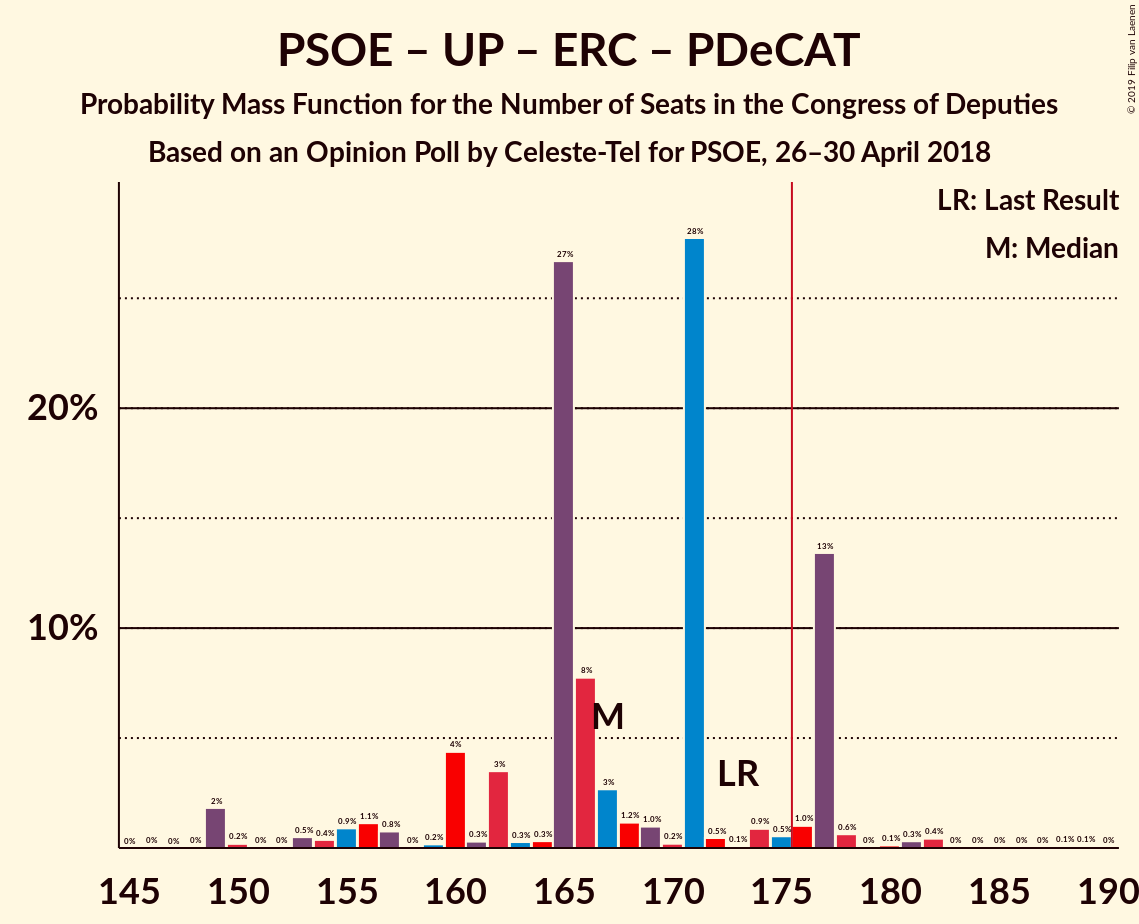 PSOE – UP – ERC – PDeCAT
Probability Mass Function for the Number of Seats in the Congress of Deputies
Based on an Opinion Poll by Celeste-Tel for PSOE, 26–30 April 2018
© 2019 Filip van Laenen
LR: Last Result
M: Median
20%
10%
0% 0% 0% 0% 2% 0.2% 0% 0% 0.5% 0.4% 0.9% 1.1% 0.8% 0% 0.2% 4% 0.3% 3% 0.3% 0.3% 27% 8% 3% 1.2% 1.0% 0.2% 28% 0.5% 0.1% 0.9% 0.5% 1.0% 13% 0.6% 0% 0.1% 0.3% 0.4% 0% 0% 0% 0% 0% 0.1% 0.1% 0%
M
LR
145 150 155 160 165 170 175 180 185 190